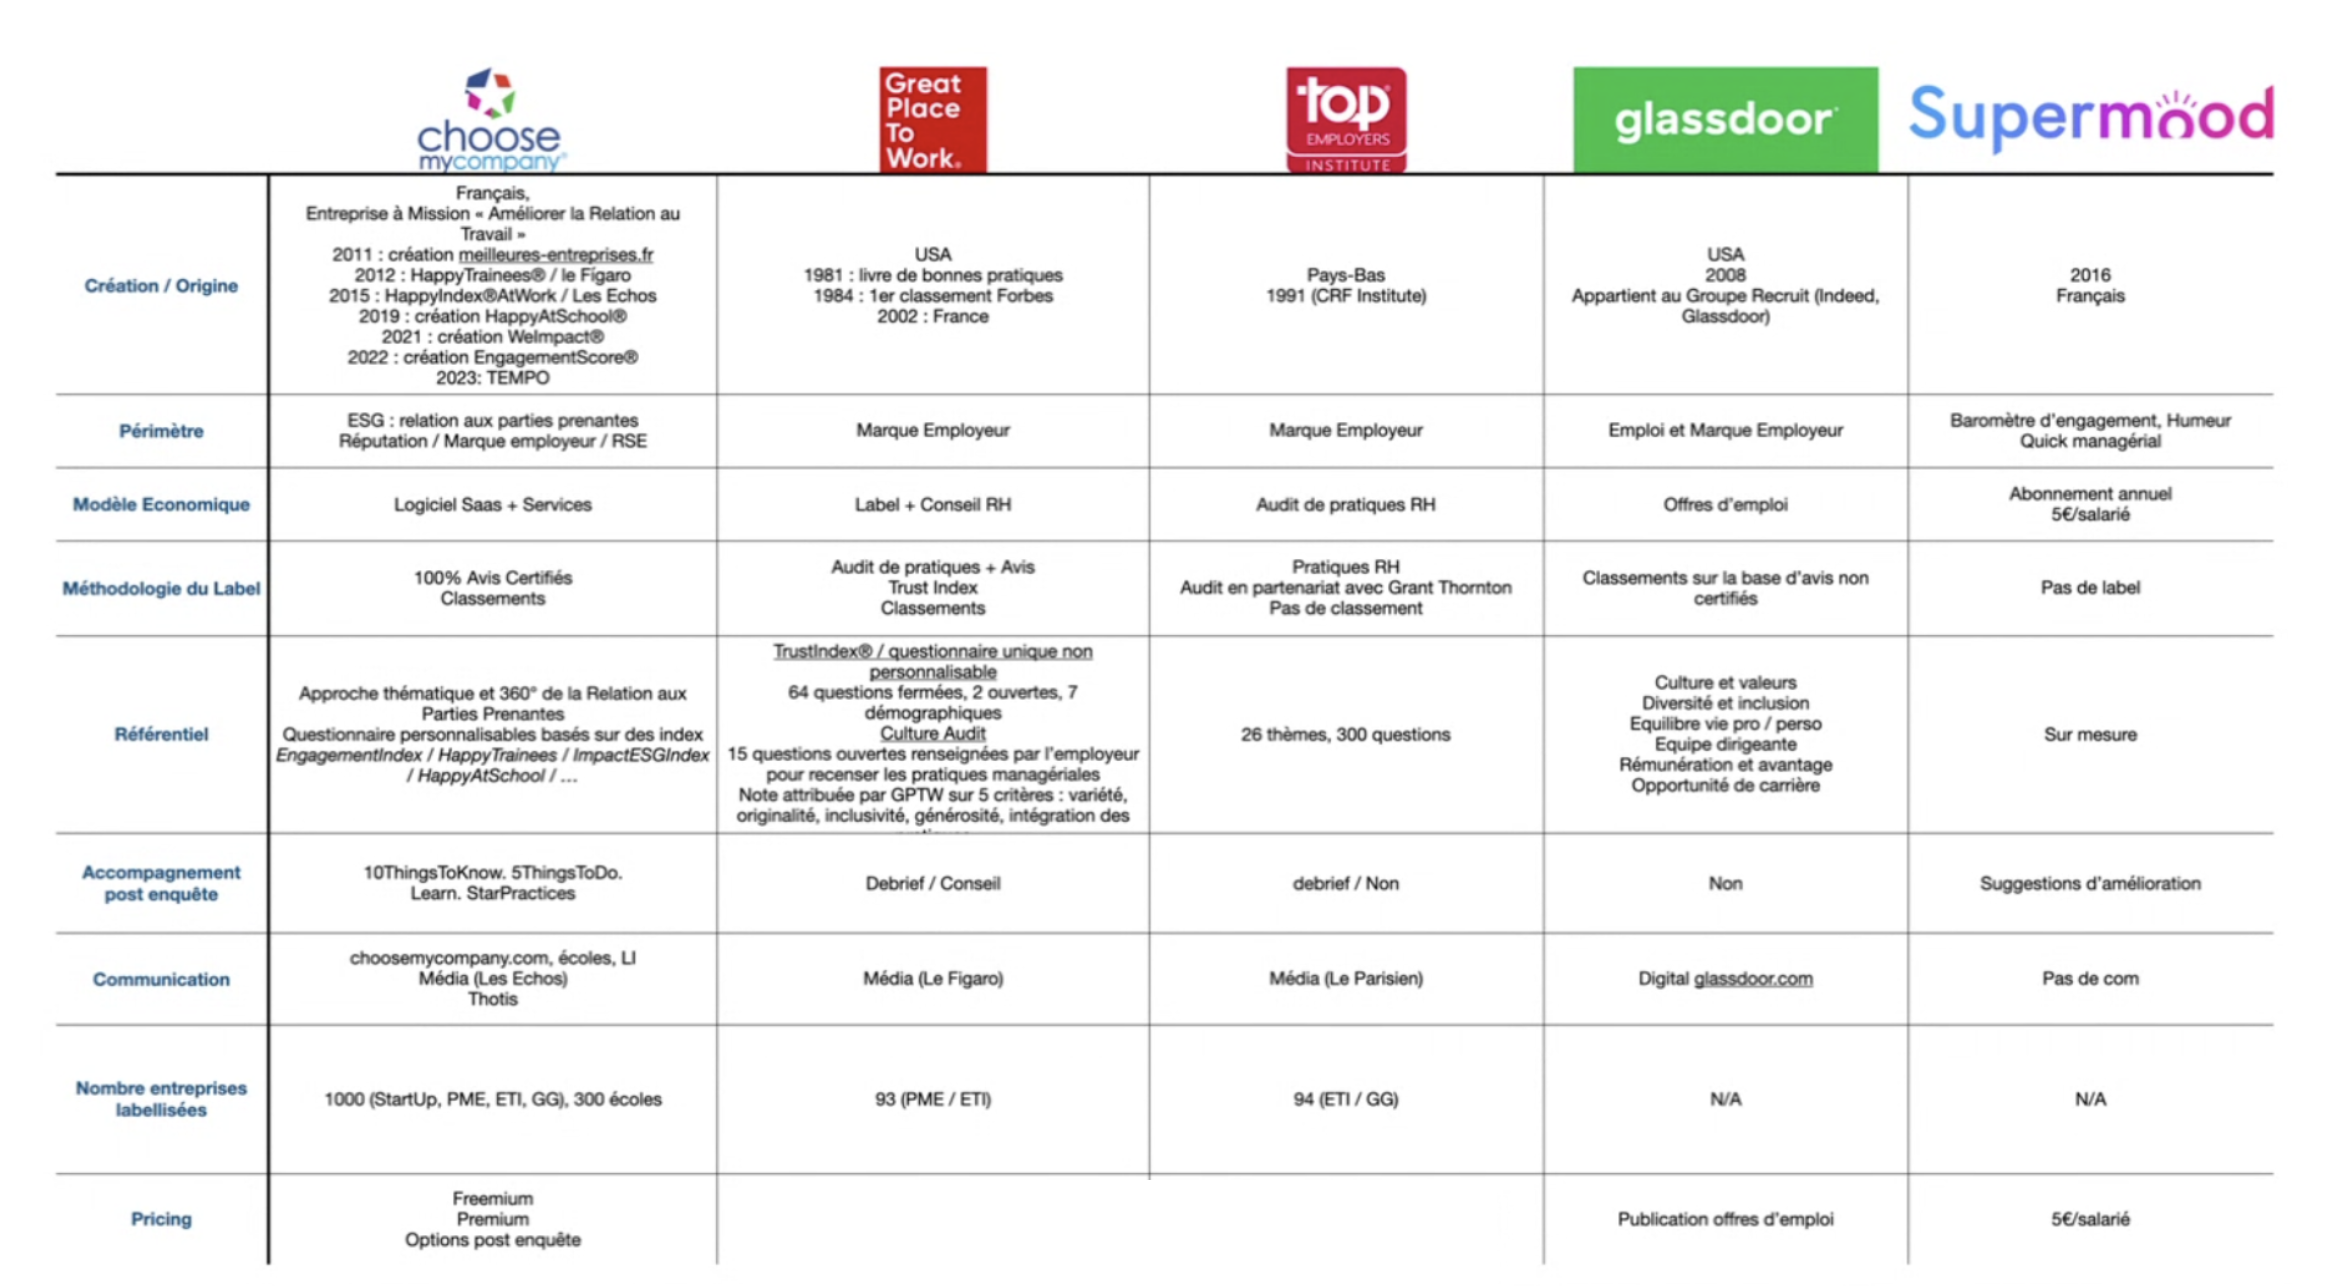 choose
mycompany®
Great
Place
To
Work.
top
EMPLOYERS
INSTITUTE
glassdoor
Supermood
Création / Origine
Français,
Entreprise à Mission « Améliorer la Relation au
Travail »
2011 : création meilleures-entreprises.fr
2012 : HappyTrainees® / le Figaro
2015 : HappyIndex®AtWork / Les Echos
2019 : création HappyAtSchool®
2021 : création WeImpact®
2022 : création EngagementScore®
2023: TEMPO
USA
1981 : livre de bonnes pratiques
1984 : 1er classement Forbes
2002 : France
Pays-Bas
1991 (CRF Institute)
USA
2008
Appartient au Groupe Recruit (Indeed,
Glassdoor)
2016
Français
Périmètre
ESG : relation aux parties prenantes
Réputation / Marque employeur / RSE
Marque Employeur
Marque Employeur
Emploi et Marque Employeur
Baromètre d'engagement, Humeur
Quick managérial
Modèle Economique
Logiciel Saas + Services
Label + Conseil RH
Audit de pratiques RH
Offres d'emploi
Abonnement annuel
5€/salarié
Méthodologie du Label
100% Avis Certifiés
Classements
Audit de pratiques + Avis
Trust Index
Classements
Pratiques RH
Audit en partenariat avec Grant Thornton
Pas de classement
Classements sur la base d'avis non
certifiés
Pas de label
Référentiel
Approche thématique et 360° de la Relation aux
Parties Prenantes
Questionnaire personnalisables basés sur des index
EngagementIndex / HappyTrainees / ImpactESGIndex
/ HappyAtSchool / ...
TrustIndex® / questionnaire unique non
personnalisable
64 questions fermées, 2 ouvertes, 7
démographiques
Culture Audit
15 questions ouvertes renseignées par l'employeur
pour recenser les pratiques managériales
Note attribuée par GPTW sur 5 critères : variété,
originalité, inclusivité, générosité, intégration des
26 thèmes, 300 questions
Culture et valeurs
Diversité et inclusion
Equilibre vie pro / perso
Equipe dirigeante
Rémunération et avantage
Opportunité de carrière
Sur mesure
Accompagnement
post enquête
10ThingsToKnow. 5ThingsToDo.
Learn. StarPractices
Debrief / Conseil
debrief / Non
Non
Suggestions d'amélioration
Communication
choosemycompany.com, écoles, LI
Média (Les Echos)
Thotis
Média (Le Figaro)
Média (Le Parisien)
Digital glassdoor.com
Pas de com
Nombre entreprises
labellisées
1000 (StartUp, PME, ETI, GG), 300 écoles
93 (PME / ETI)
94 (ETI / GG)
N/A
N/A
Pricing
Freemium
Premium
Options post enquête
Publication offres d'emploi
5€/salarié